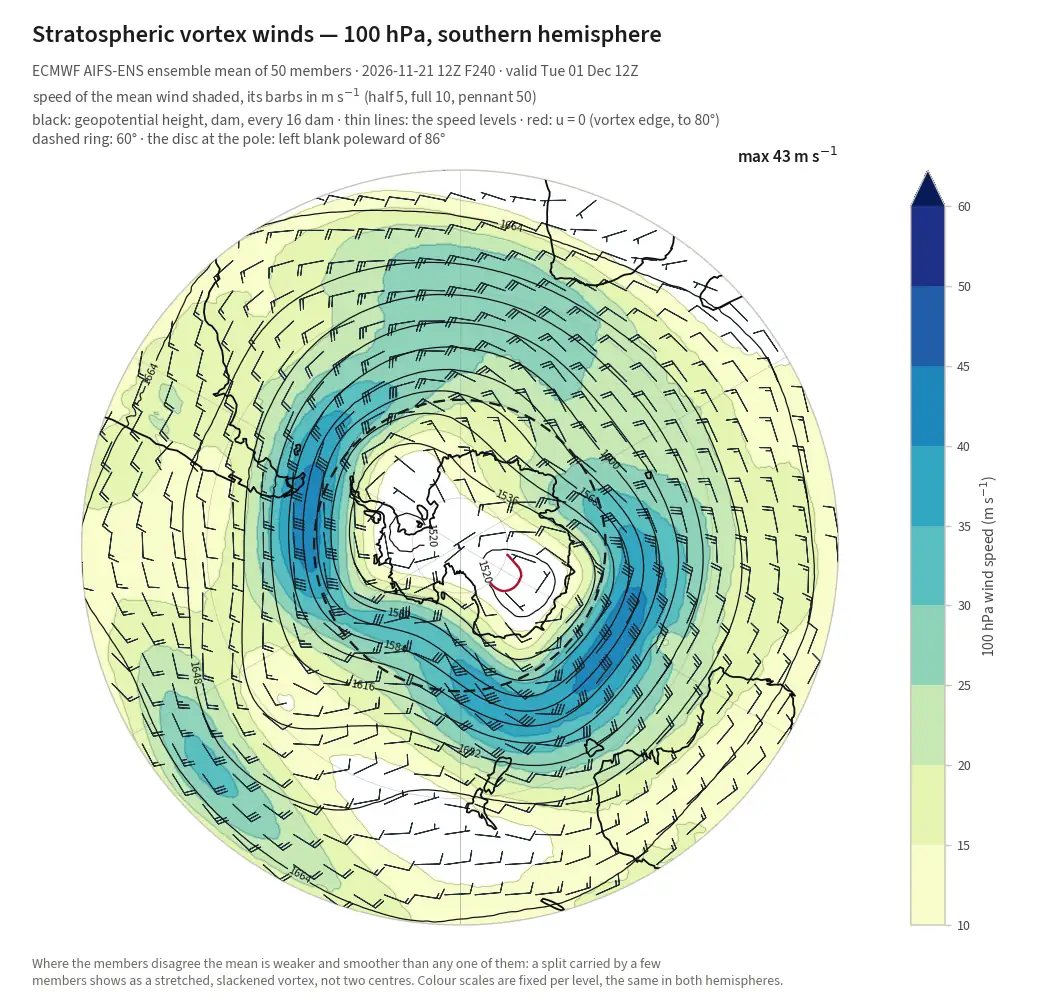 Stratospheric vortex winds — 100 hPa, southern hemisphere
ECMWF AIFS-ENS ensemble mean of 50 members · 2026-11-21 12Z F240 · valid Tue 01 Dec 12Z
speed of the mean wind shaded, its barbs in m s⁻¹ (half 5, full 10, pennant 50)
black: geopotential height, dam, every 16 dam · thin lines: the speed levels · red: u = 0 (vortex edge, to 80°)
dashed ring: 60° · the disc at the pole: left blank poleward of 86°
max 43 m s⁻¹
60
50
45
40
35
30
25
20
15
10
100 hPa wind speed (m s⁻¹)
1664
1664
1568
1536
1520
1520
1584
1616
1648
1664
Where the members disagree the mean is weaker and smoother than any one of them: a split carried by a few
members shows as a stretched, slackened vortex, not two centres. Colour scales are fixed per level, the same in both hemispheres.